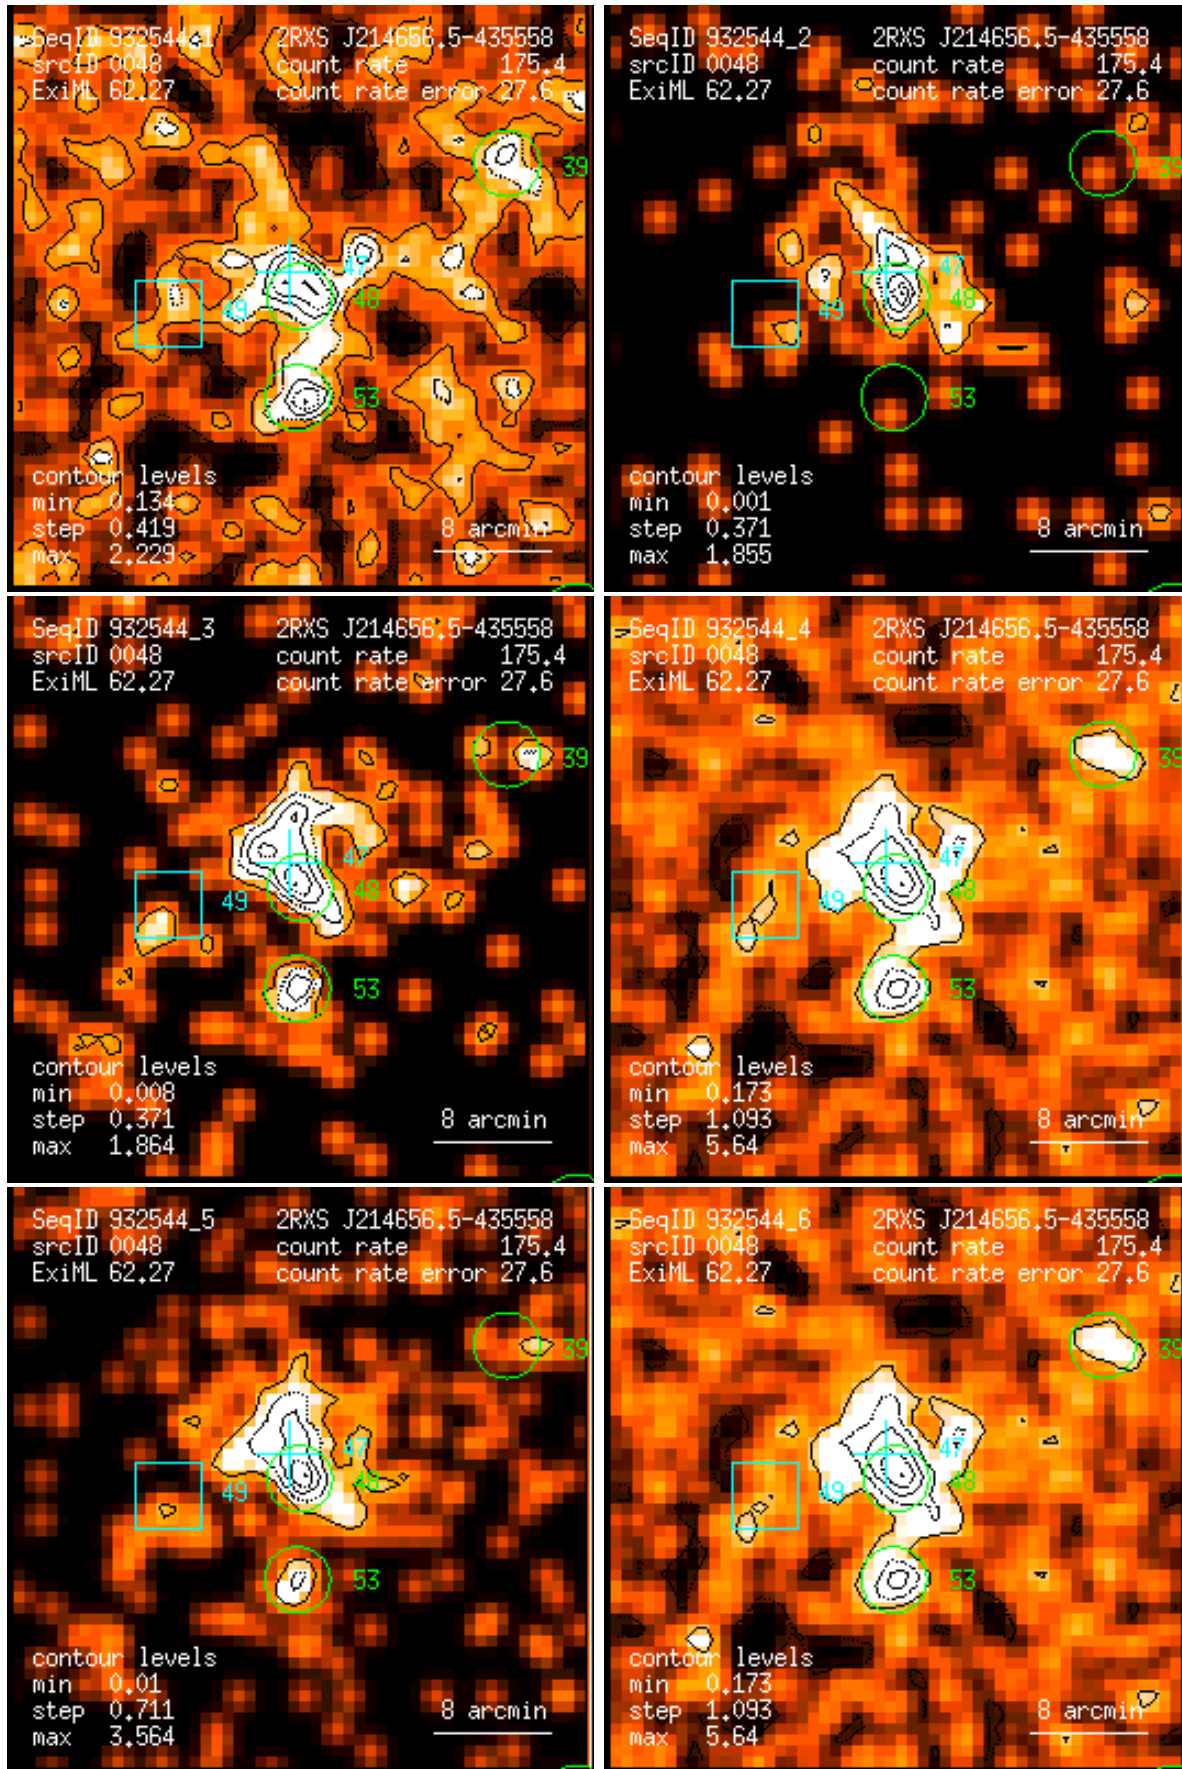 SeqID 932544_1 2RXS J214656.5-435558
srcID 0048 count rate 175.4
ExiML 62.27 count rate error 27.6
39
47
48
49
53
contour levels
min 0.134
step 0.419
max 2.229
8 arcmin
SeqID 932544_2 2RXS J214656.5-435558
srcID 0048 count rate 175.4
ExiML 62.27 count rate error 27.6
39
47
48
49
53
contour levels
min 0.001
step 0.371
max 1.855
8 arcmin
SeqID 932544_3 2RXS J214656.5-435558
srcID 0048 count rate 175.4
ExiML 62.27 count rate error 27.6
39
47
48
49
53
contour levels
min 0.008
step 0.371
max 1.864
8 arcmin
SeqID 932544_4 2RXS J214656.5-435558
srcID 0048 count rate 175.4
ExiML 62.27 count rate error 27.6
39
47
48
49
53
contour levels
min 0.173
step 1.093
max 5.64
8 arcmin
SeqID 932544_5 2RXS J214656.5-435558
srcID 0048 count rate 175.4
ExiML 62.27 count rate error 27.6
39
47
48
49
53
contour levels
min 0.01
step 0.711
max 3.564
8 arcmin
SeqID 932544_6 2RXS J214656.5-435558
srcID 0048 count rate 175.4
ExiML 62.27 count rate error 27.6
39
47
48
49
53
contour levels
min 0.173
step 1.093
max 5.64
8 arcmin